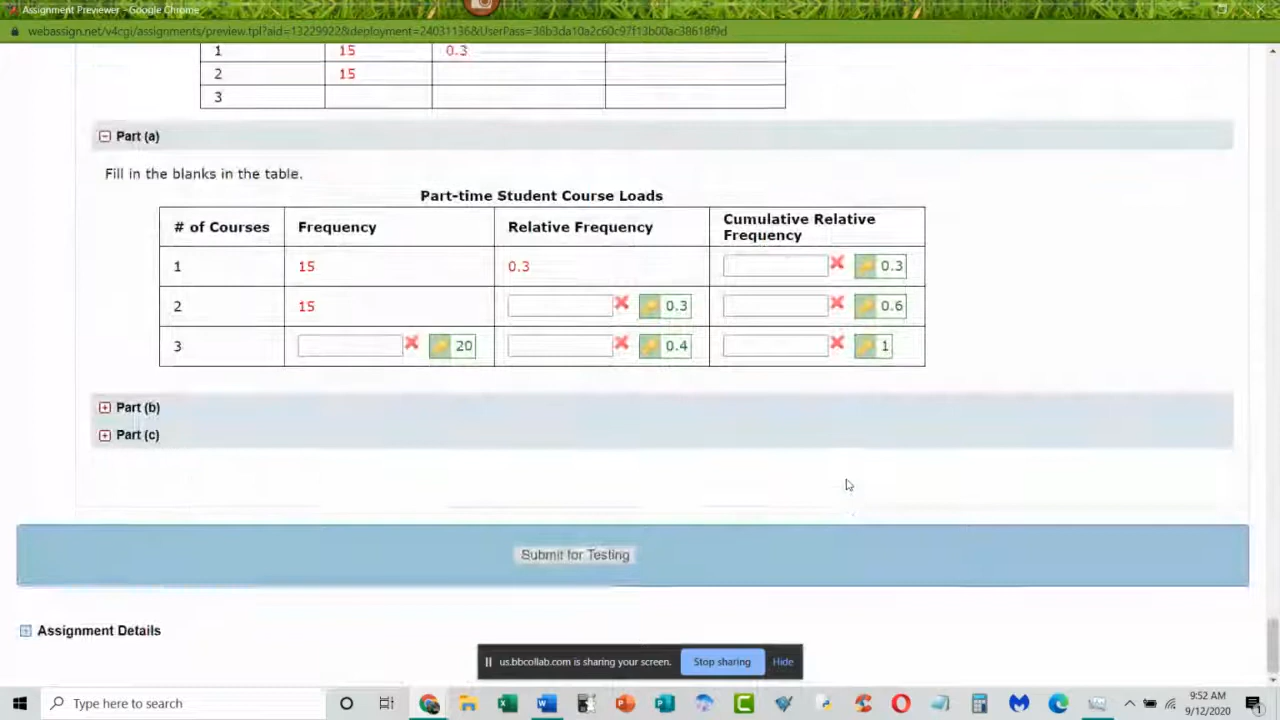 Assignment Previewer - Google Chrome
webassign.net/v4cgi/assignments/preview.tpl?aid=13229922&deployment=24031136&UserPass=38b3da10a2c60c97f13b00ac38618f9d
1 15 0.3
2 15
3
Part (a)
Fill in the blanks in the table.
Part-time Student Course Loads
# of Courses Frequency Relative Frequency Cumulative Relative
Frequency
1 15 0.3 0.3
2 15 0.3 0.6
3 20 0.4 1
Part (b)
Part (c)
Submit for Testing
Assignment Details
us.bbcollab.com is sharing your screen. Stop sharing Hide
Type here to search
9:52 AM
9/12/2020